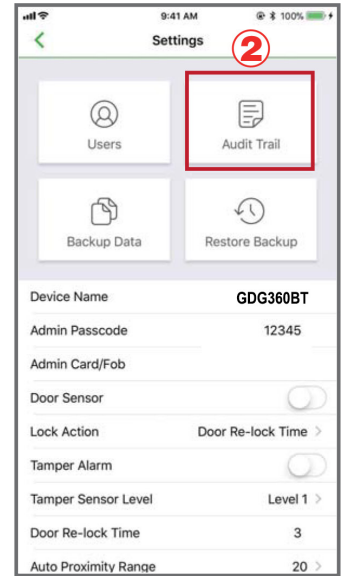 9:41 AM 100%
Settings
2
Users Audit Trail
Backup Data Restore Backup
Device Name GDG360BT
Admin Passcode 12345
Admin Card/Fob
Door Sensor
Lock Action Door Re-lock Time >
Tamper Alarm
Tamper Sensor Level Level 1 >
Door Re-lock Time 3
Auto Proximity Range 20 >